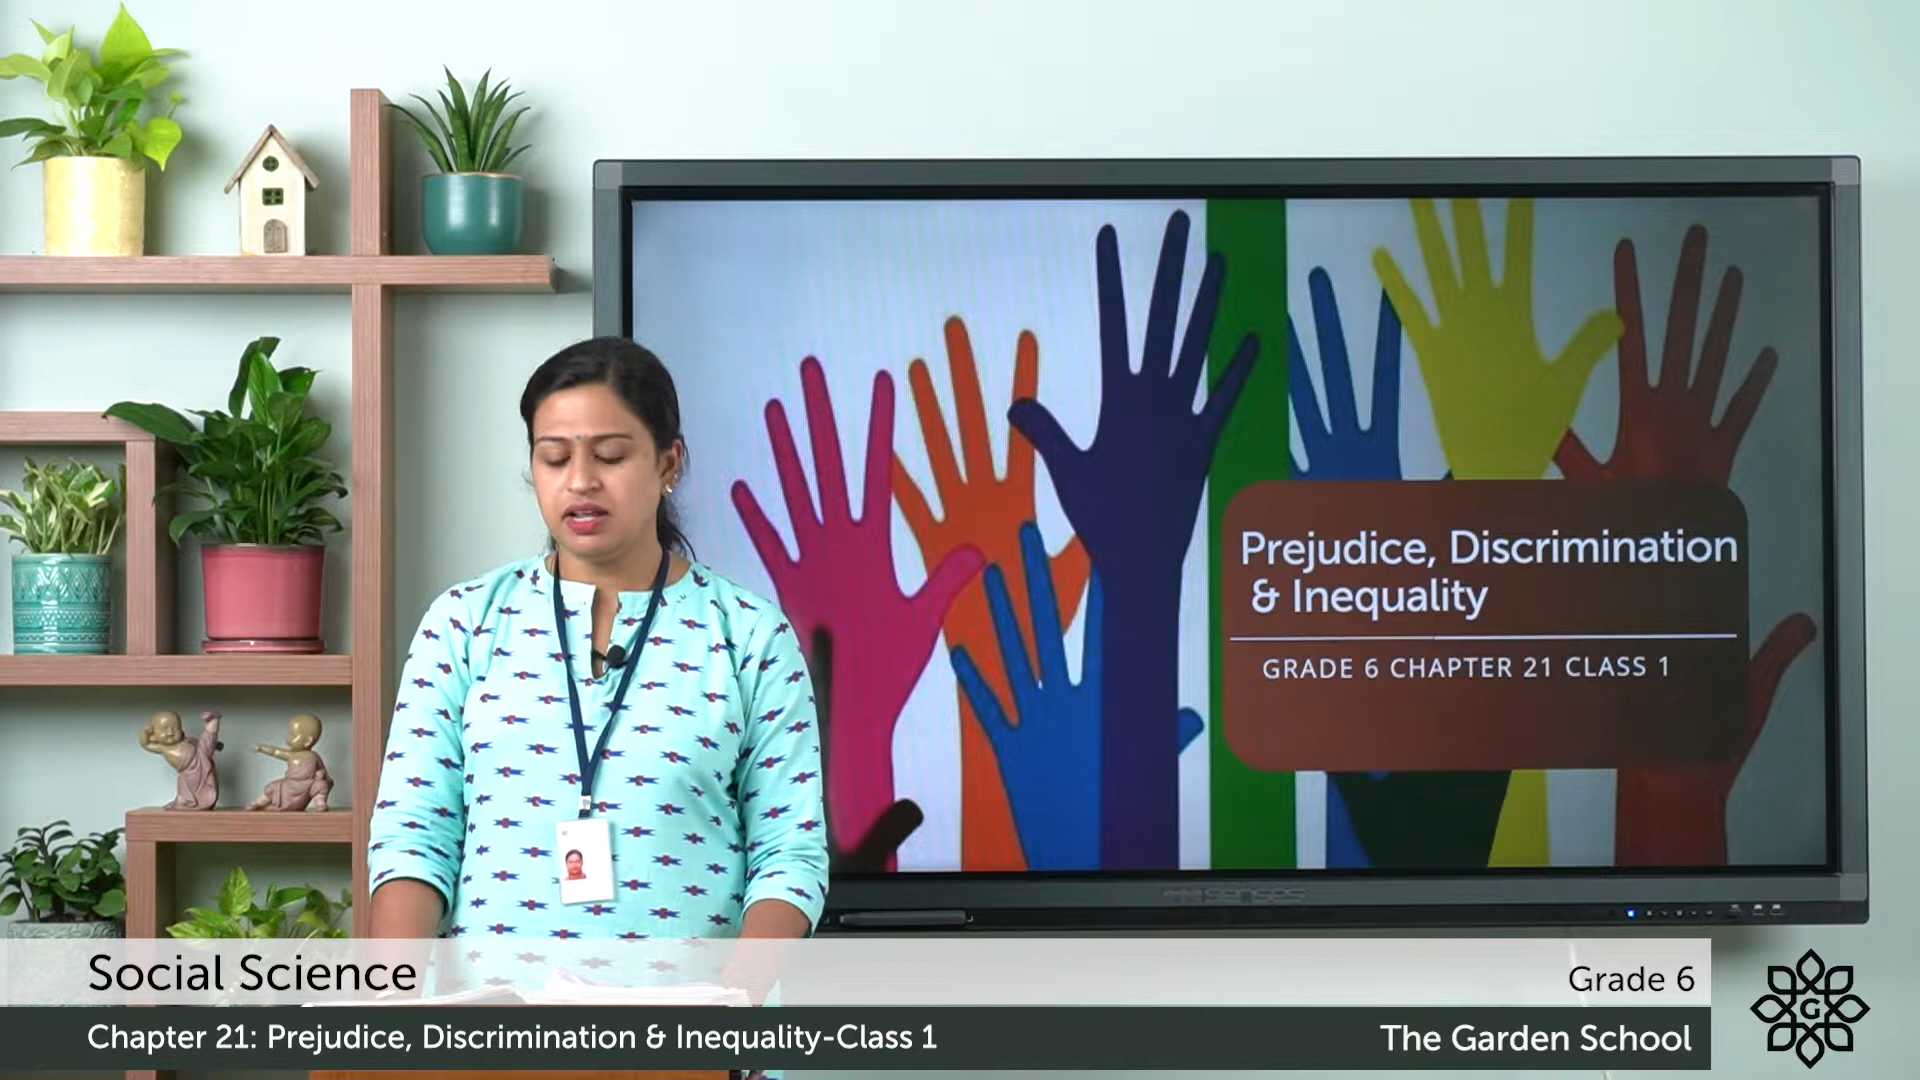 Prejudice, Discrimination
& Inequality
GRADE 6 CHAPTER 21 CLASS 1
Social Science
Grade 6
Chapter 21: Prejudice, Discrimination & Inequality-Class 1
The Garden School
G